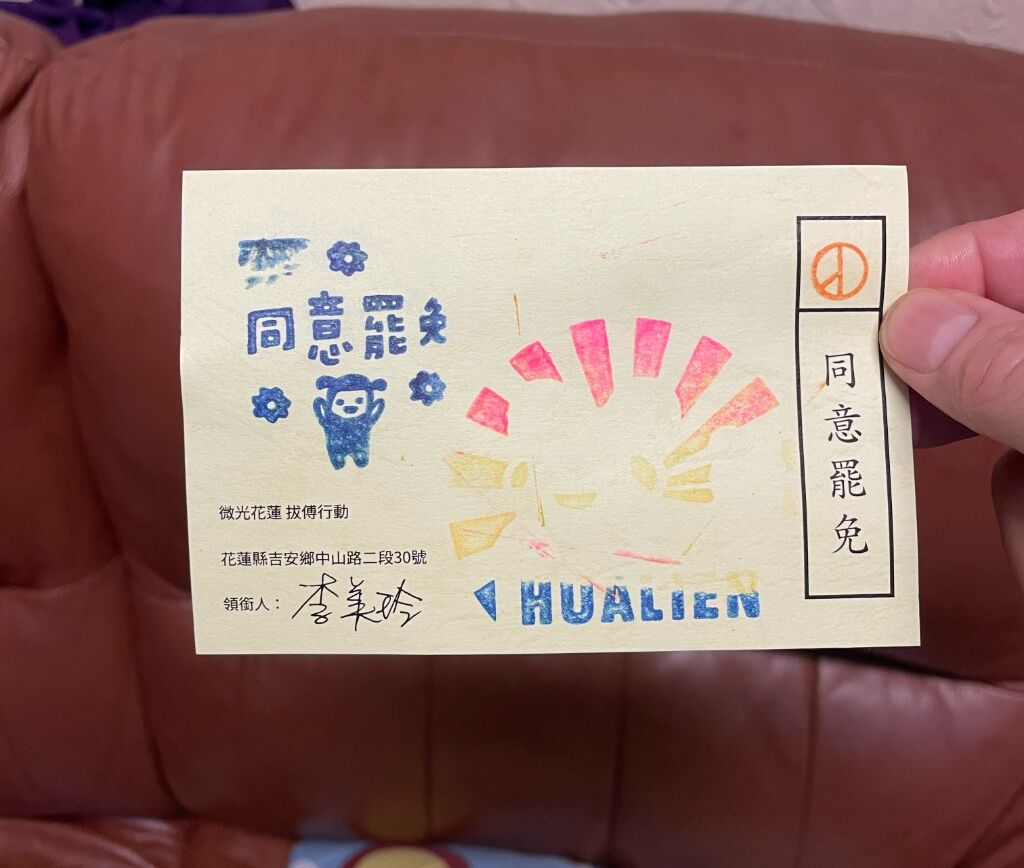 同意罷免
微光花蓮 拔傅行動
花蓮縣吉安鄉中山路二段30號
領銜人：李美玲
HUALIEN
同意罷免